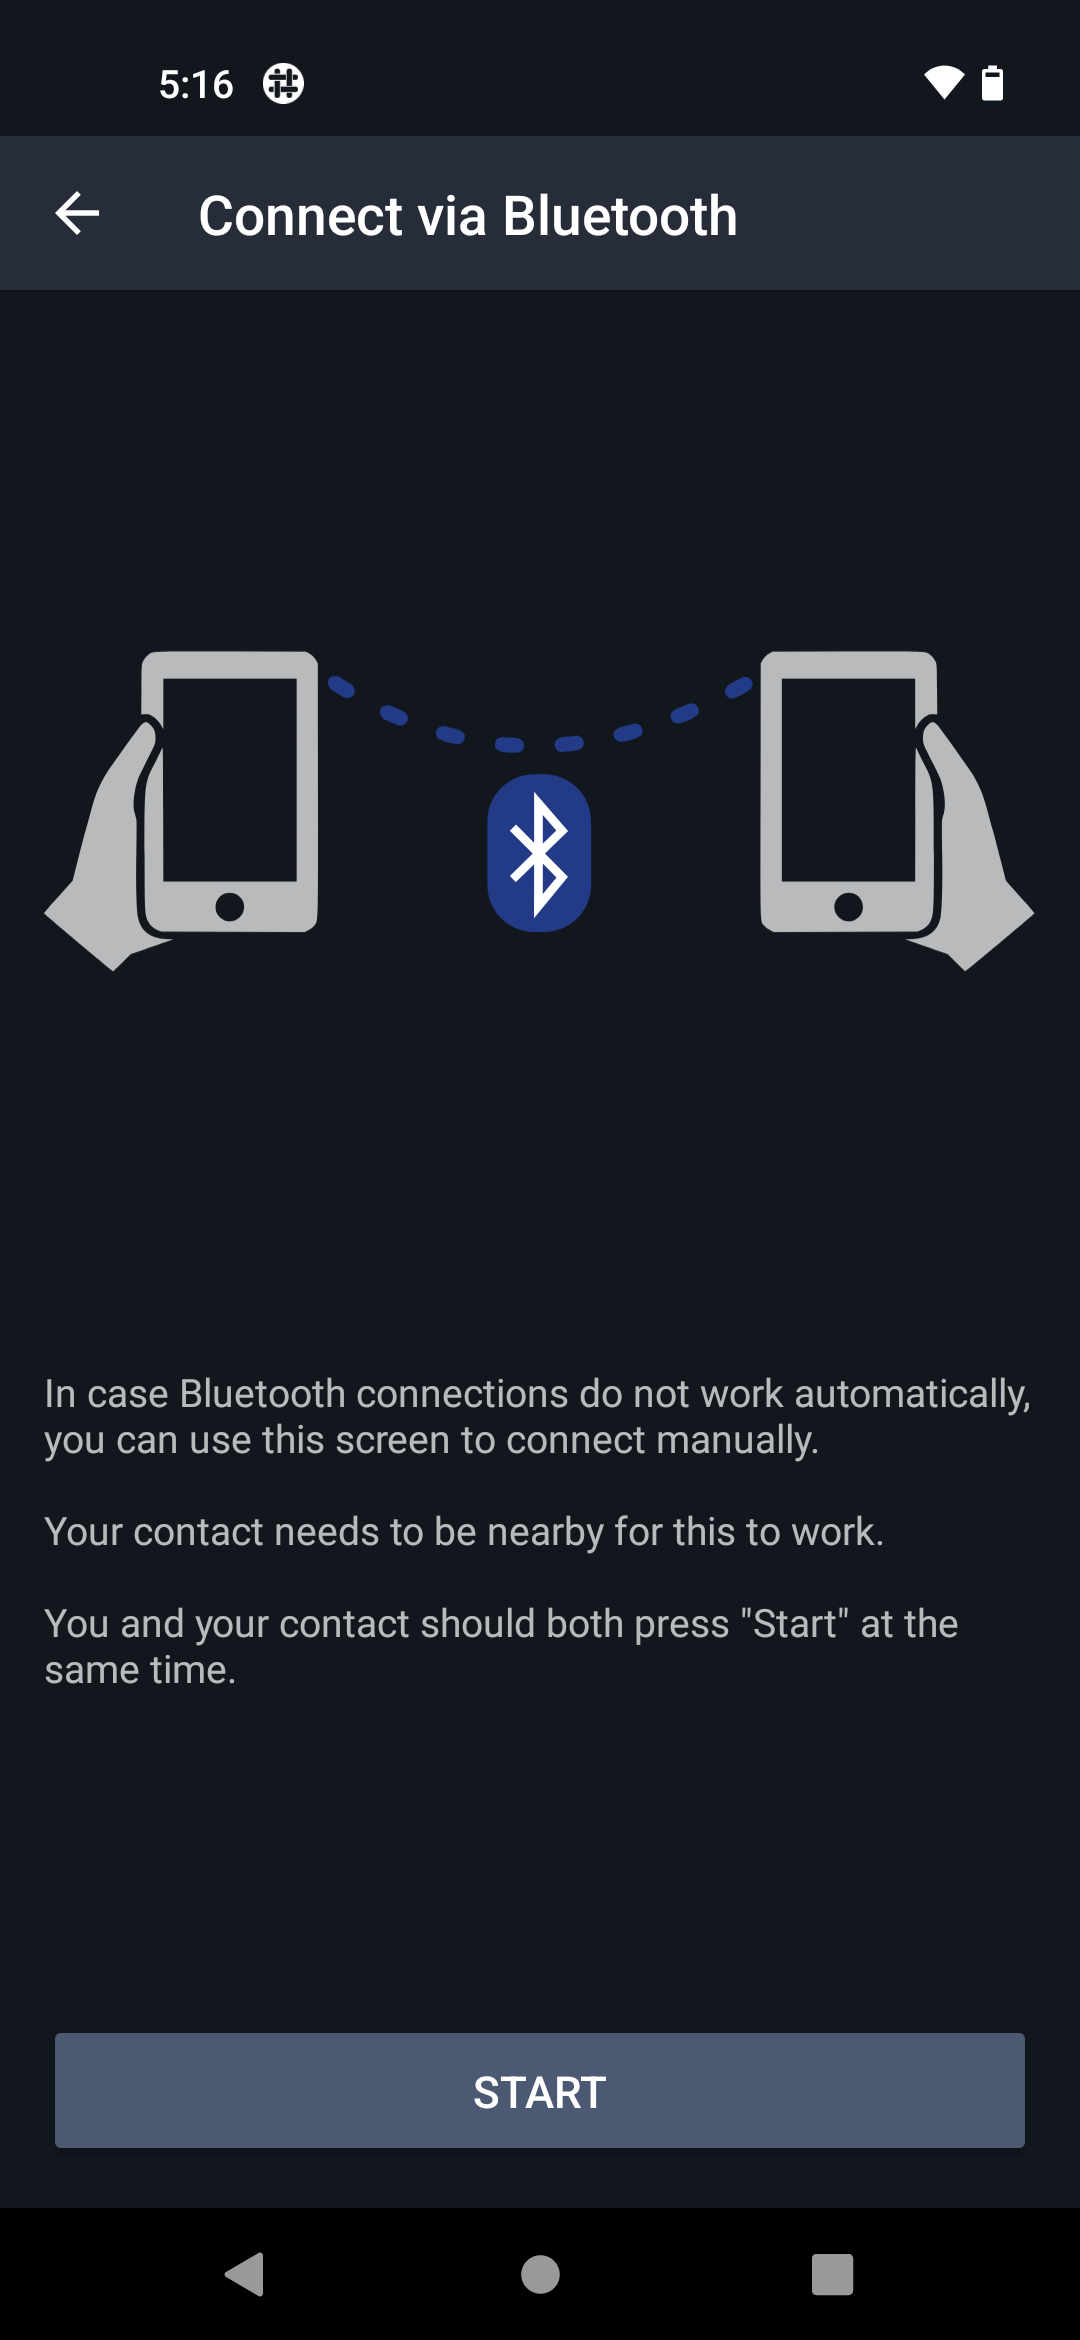 5:16
Connect via Bluetooth
In case Bluetooth connections do not work automatically,
you can use this screen to connect manually.
Your contact needs to be nearby for this to work.
You and your contact should both press "Start" at the
same time.
START